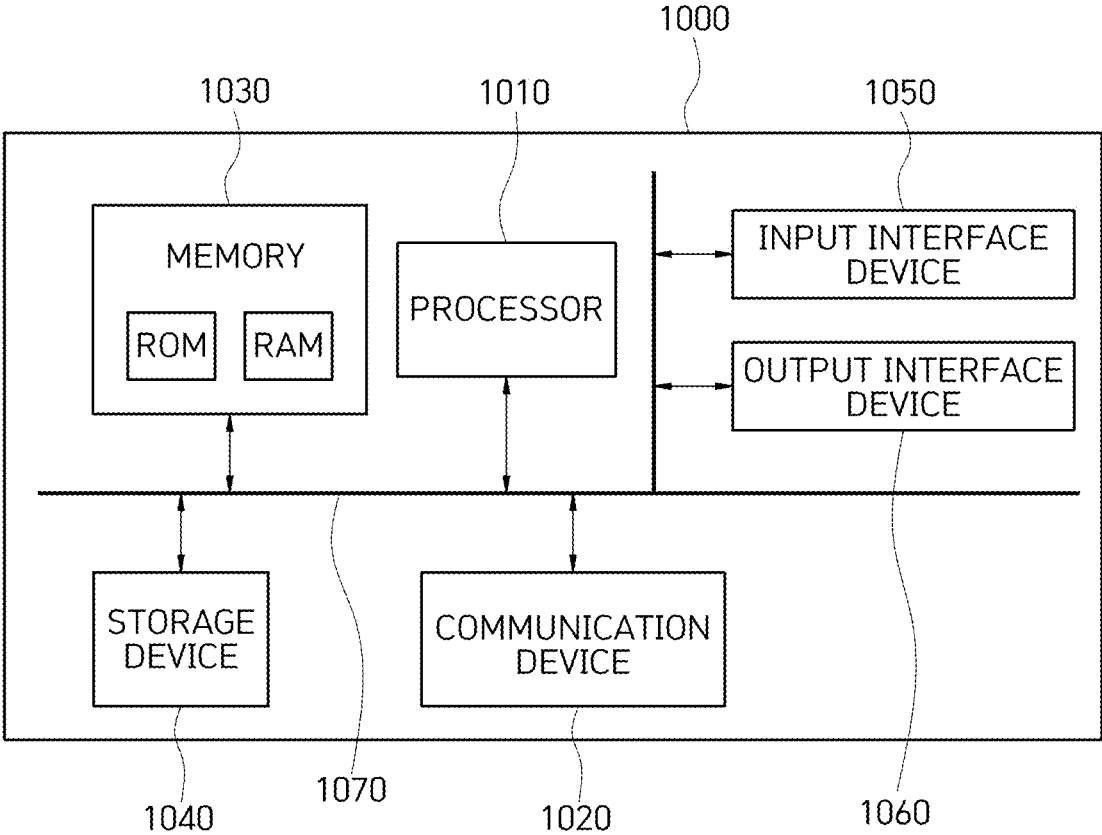 1000
1030
1010
1050
MEMORY
ROM
RAM
PROCESSOR
INPUT INTERFACE
DEVICE
OUTPUT INTERFACE
DEVICE
STORAGE
DEVICE
COMMUNICATION
DEVICE
1070
1040
1020
1060